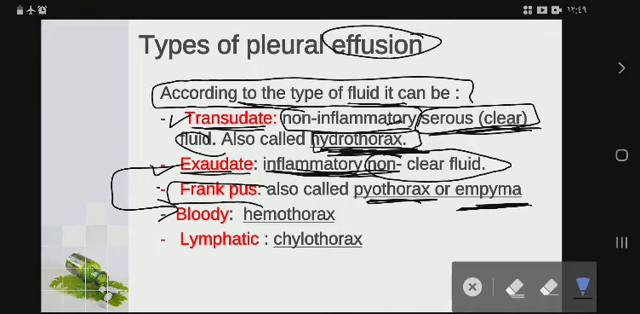 ١٢:٤٩
Types of pleural effusion
According to the type of fluid it can be :
- Transudate: non-inflammatory serous (clear)
fluid. Also called hydrothorax.
- Exaudate: inflammatory non- clear fluid.
- Frank pus: also called pyothorax or empyma
- Bloody: hemothorax
- Lymphatic : chylothorax